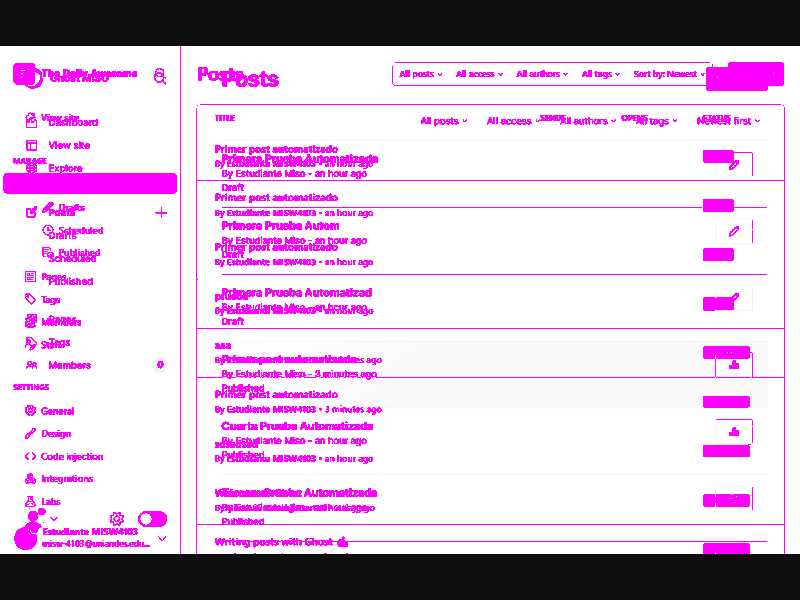 The Daily Awesome
Ghost MISO
View site
Dashboard
View site
MANAGE
Explore
Posts
Drafts
Drafts
Scheduled
Scheduled
Published
Published
Pages
Tags
Members
Pages
Staff
Tags
Members
0
SETTINGS
General
Design
Code injection
Integrations
Labs
Estudiante MISW4103
misw-4103@uniandes.edu...
Posts
Posts
All posts
All access
All authors
All tags
Sort by: Newest
TITLE
SENDS
OPENS
STATUS
All posts
All access
All authors
All tags
Newest first
Primer post automatizado
By Estudiante MISW4103 - an hour ago
Primera Prueba Automatizada
By Estudiante Miso - an hour ago
Draft
Primer post automatizado
By Estudiante MISW4103 - an hour ago
Primera Prueba Autom
By Estudiante Miso - an hour ago
Draft
Primer post automatizado
By Estudiante MISW4103 - an hour ago
Primera Prueba Automatizad
By Estudiante Miso - an hour ago
Draft
prueba
By Estudiante MISW4103 - an hour ago
aaa
By Estudiante MISW4103 - 3 minutes ago
By Estudiante Miso - 3 minutes ago
Published
Primer post automatizado
By Estudiante MISW4103 - 3 minutes ago
Cuarta Prueba Automatizada
By Estudiante Miso - an hour ago
Published
By Estudiante MISW4103 - an hour ago
Tercera Prueba Automatizada
Published
Writing posts with Ghost